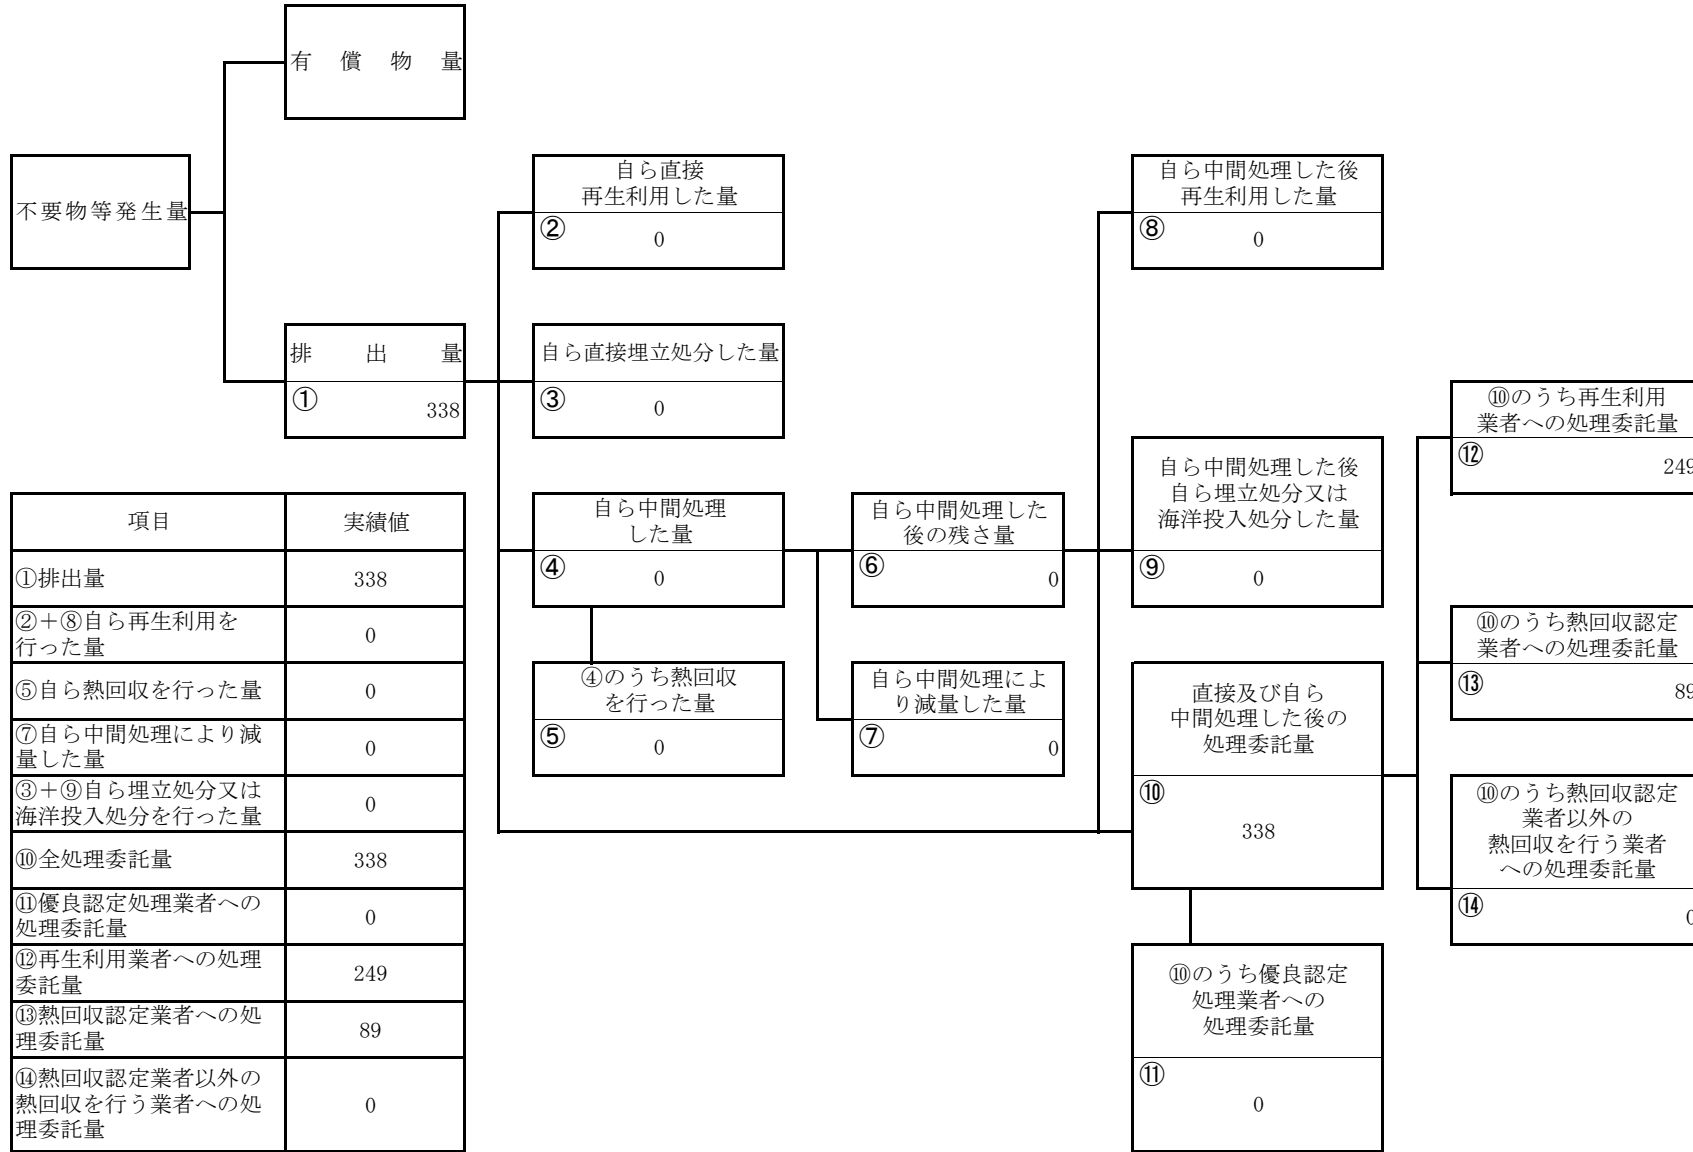 有償物量
不要物等発生量
排出量
① 338
自ら直接
再生利用した量
② 0
自ら直接埋立処分した量
③ 0
自ら中間処理
した量
④ 0
④のうち熱回収
を行った量
⑤ 0
自ら中間処理した
後の残さ量
⑥ 0
自ら中間処理によ
り減量した量
⑦ 0
自ら中間処理した後
再生利用した量
⑧ 0
自ら中間処理した後
自ら埋立処分又は
海洋投入処分した量
⑨ 0
直接及び自ら
中間処理した後の
処理委託量
⑩
338
⑩のうち優良認定
処理業者への
処理委託量
⑪
0
⑩のうち再生利用
業者への処理委託量
⑫ 249
⑩のうち熱回収認定
業者への処理委託量
⑬ 89
⑩のうち熱回収認定
業者以外の
熱回収を行う業者
への処理委託量
⑭ 0
項目 実績値
①排出量 338
②＋⑧自ら再生利用を
行った量 0
⑤自ら熱回収を行った量 0
⑦自ら中間処理により減
量した量 0
③＋⑨自ら埋立処分又は
海洋投入処分を行った量 0
⑩全処理委託量 338
⑪優良認定処理業者への
処理委託量 0
⑫再生利用業者への処理
委託量 249
⑬熱回収認定業者への処
理委託量 89
⑭熱回収認定業者以外の
熱回収を行う業者への処
理委託量 0